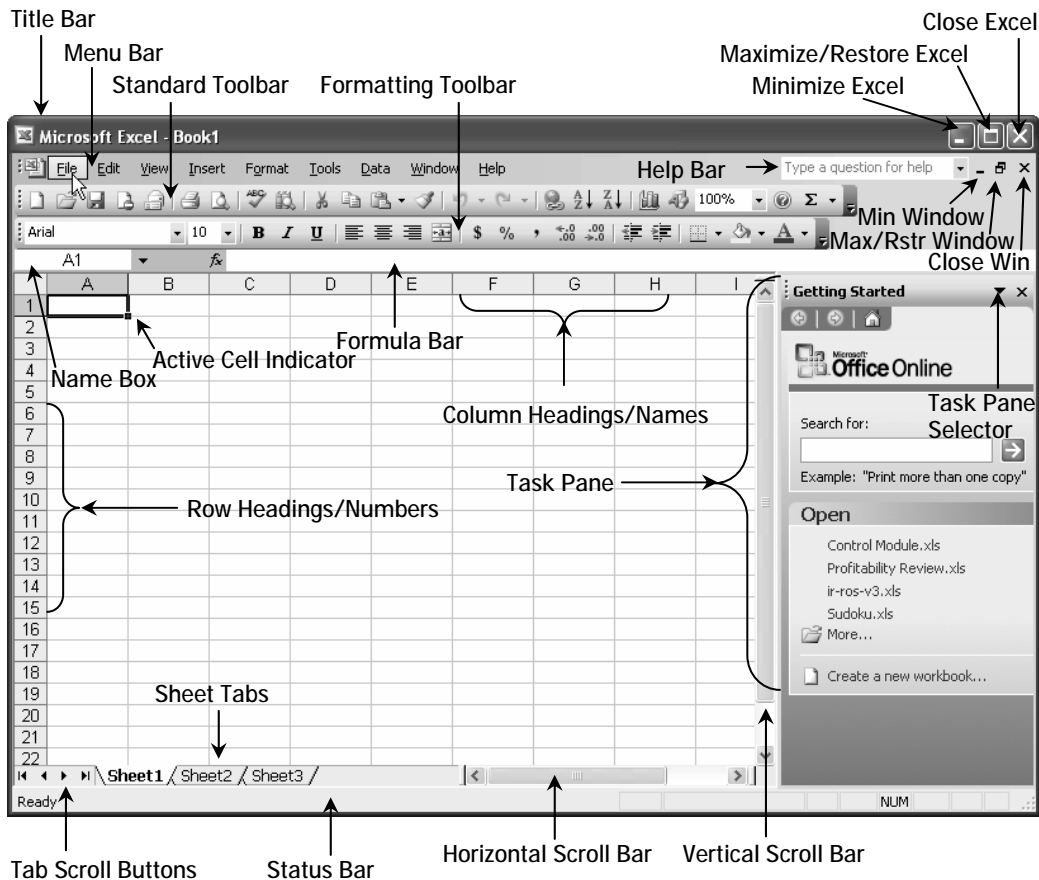 Title Bar
Close Excel
Menu Bar
Maximize/Restore Excel
Standard Toolbar
Formatting Toolbar
Minimize Excel
Microsoft Excel - Book1
File Edit View Insert Format Tools Data Window Help
Help Bar
Type a question for help
100%
Min Window
Arial
10
B I U
$ % ,
Max/Rstr Window
Close Win
A1
fx
A B C D E F G H I
Getting Started
1
2
Formula Bar
3
Active Cell Indicator
Microsoft
Office Online
4
Name Box
5
Task Pane
Selector
6
Column Headings/Names
Search for:
7
8
9
Task Pane
Example: "Print more than one copy"
10
Row Headings/Numbers
Open
11
12
Control Module.xls
13
Profitability Review.xls
14
ir-ros-v3.xls
15
Sudoku.xls
16
More...
17
18
Create a new workbook...
19
Sheet Tabs
20
21
22
Sheet1 Sheet2 Sheet3
Ready
NUM
Tab Scroll Buttons
Status Bar
Horizontal Scroll Bar
Vertical Scroll Bar